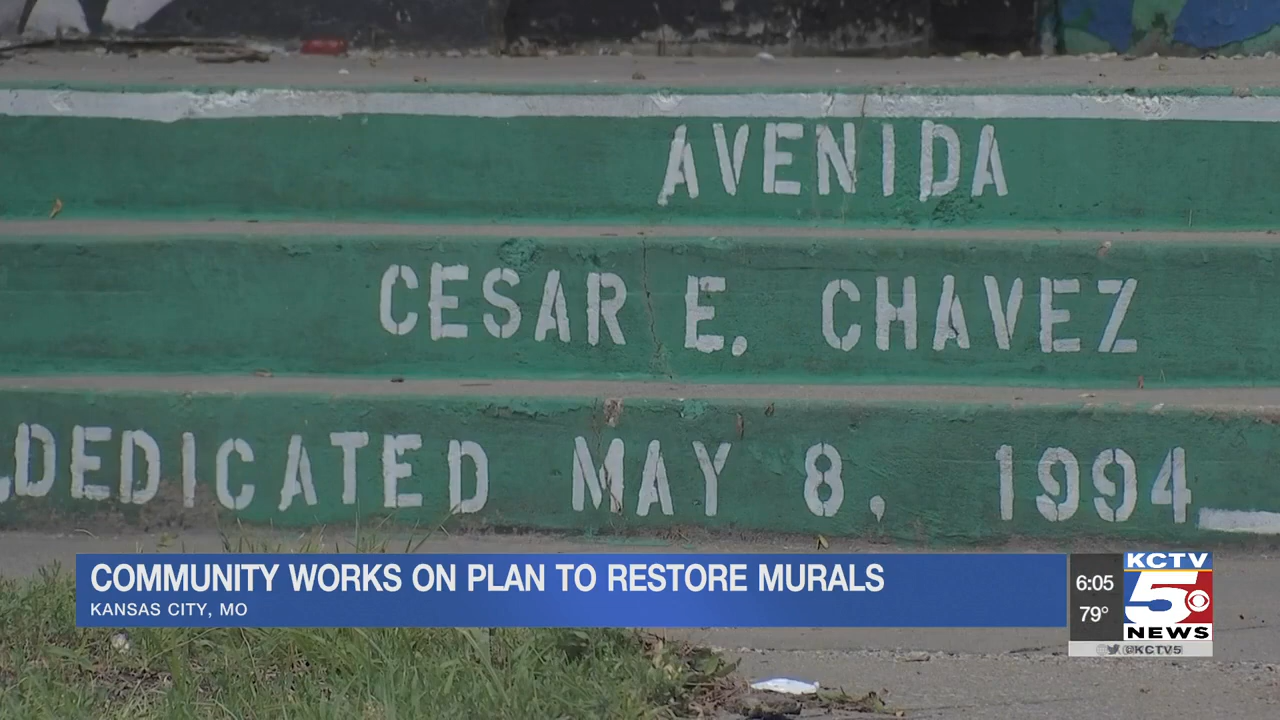 AVENIDA
CESAR E. CHAVEZ
DEDICATED MAY 8, 1994
COMMUNITY WORKS ON PLAN TO RESTORE MURALS
KANSAS CITY, MO
6:05
79°
KCTV
5
NEWS
@KCTV5